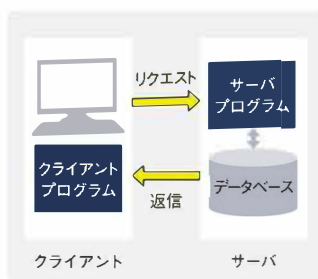 リクエスト
サーバ
プログラム
クライアント
プログラム
返信
データベース
クライアント
サーバ